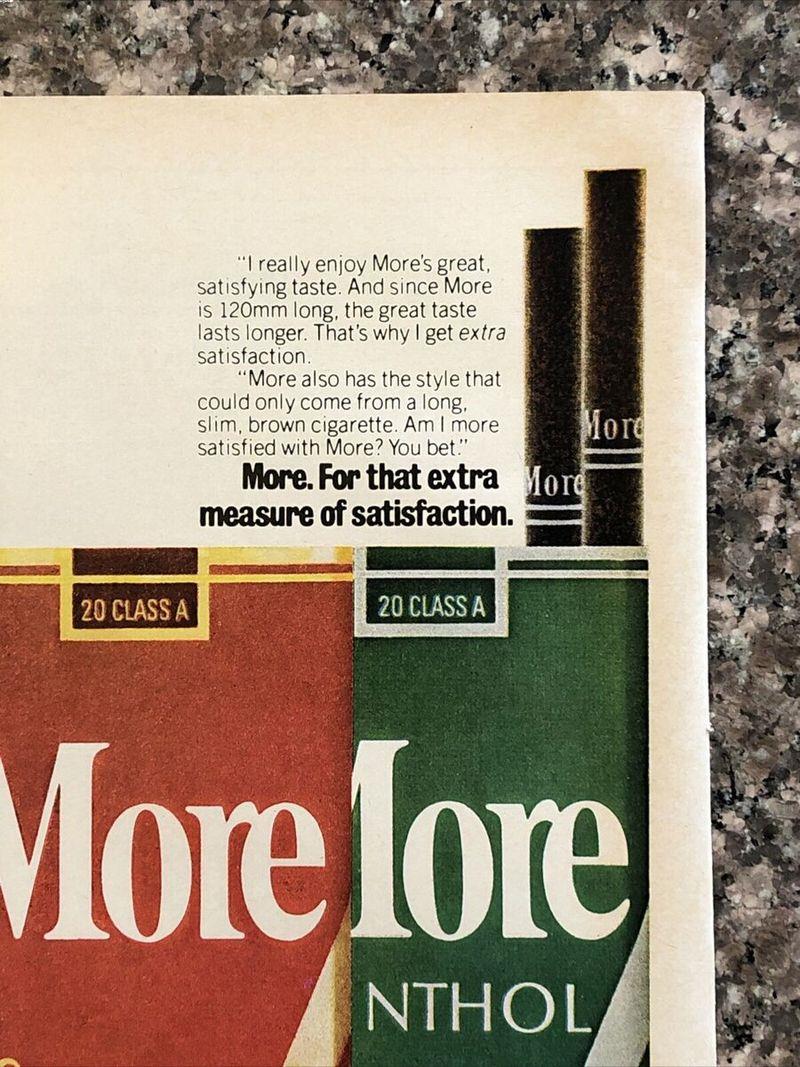 "I really enjoy More's great,
satisfying taste. And since More
is 120mm long, the great taste
lasts longer. That's why I get extra
satisfaction.
"More also has the style that
could only come from a long,
slim, brown cigarette. Am I more
satisfied with More? You bet."
More. For that extra
measure of satisfaction.
More
More
20 CLASS A
20 CLASS A
More
More
NTHOL